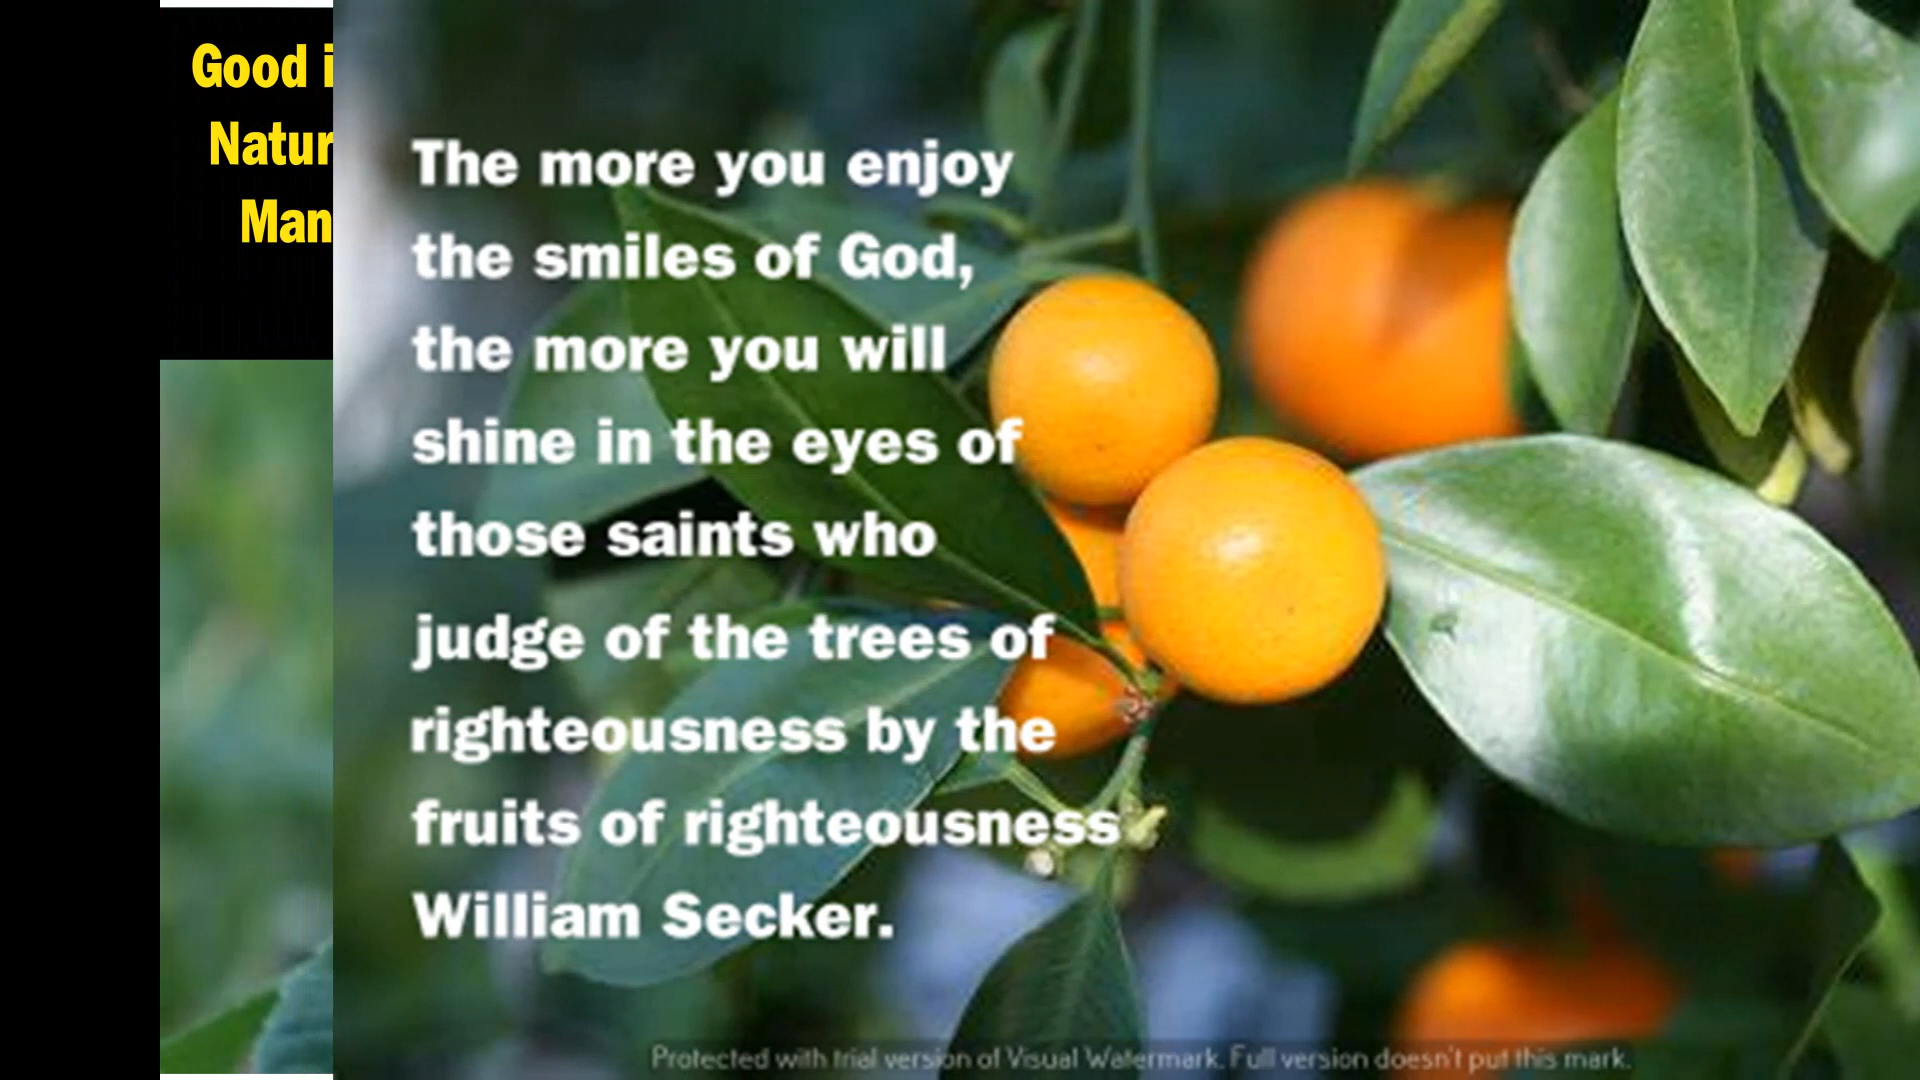 Good i
Natur
Man
The more you enjoy
the smiles of God,
the more you will
shine in the eyes of
those saints who
judge of the trees of
righteousness by the
fruits of righteousness
William Secker.
Protected with trial version of Visual Watermark. Full version doesn't put this mark.